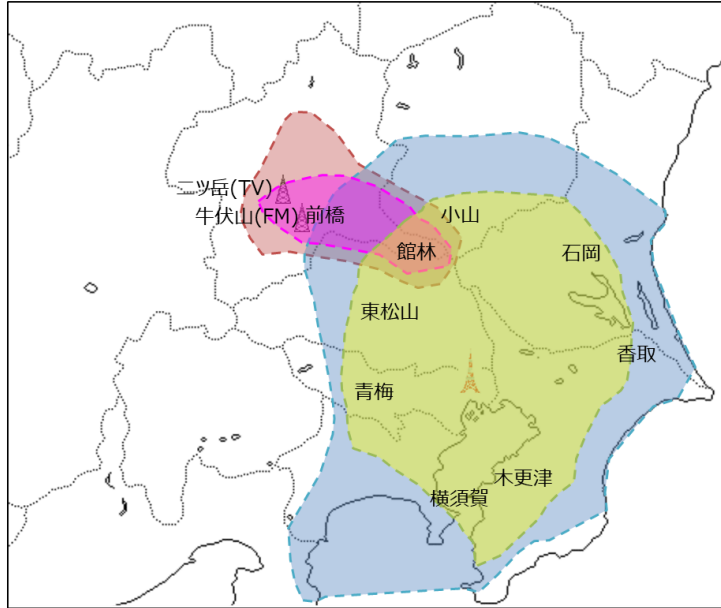 二ツ岳(TV)
牛伏山(FM)
前橋
小山
館林
石岡
東松山
香取
青梅
木更津
横須賀